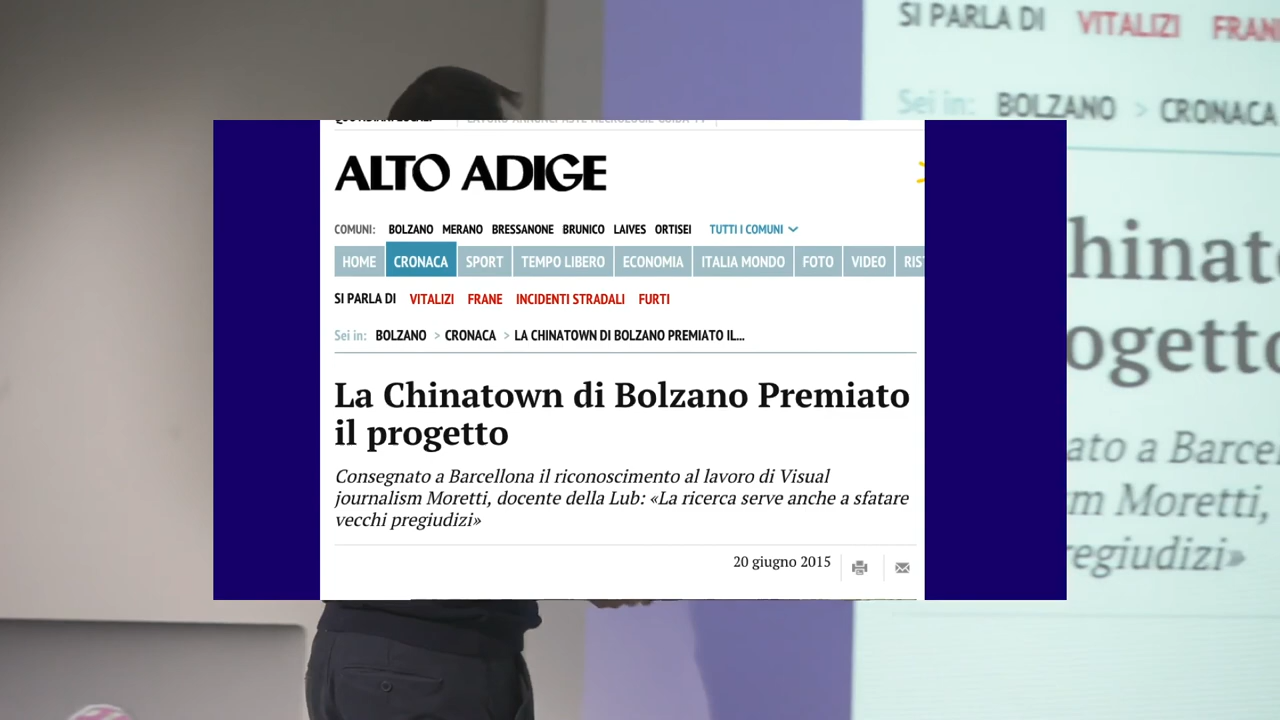 SI PARLA DI VITALIZI
Sei in: BOLZANO > CRONACA
ALTO ADIGE
COMUNI: BOLZANO MERANO BRESSANONE BRUNICO LAIVES ORTISEI TUTTI I COMUNI
HOME CRONACA SPORT TEMPO LIBERO ECONOMIA ITALIA MONDO FOTO VIDEO RIS
SI PARLA DI VITALIZI FRANE INCIDENTI STRADALI FURTI
Sei in: BOLZANO > CRONACA > LA CHINATOWN DI BOLZANO PREMIATO IL...
La Chinatown di Bolzano Premiato
il progetto
Consegnato a Barcellona il riconoscimento al lavoro di Visual
journalism Moretti, docente della Lub: «La ricerca serve anche a sfatare
vecchi pregiudizi»
20 giugno 2015
hinat
ogetto
ato a Barce
m Moretti,
regiudizi»